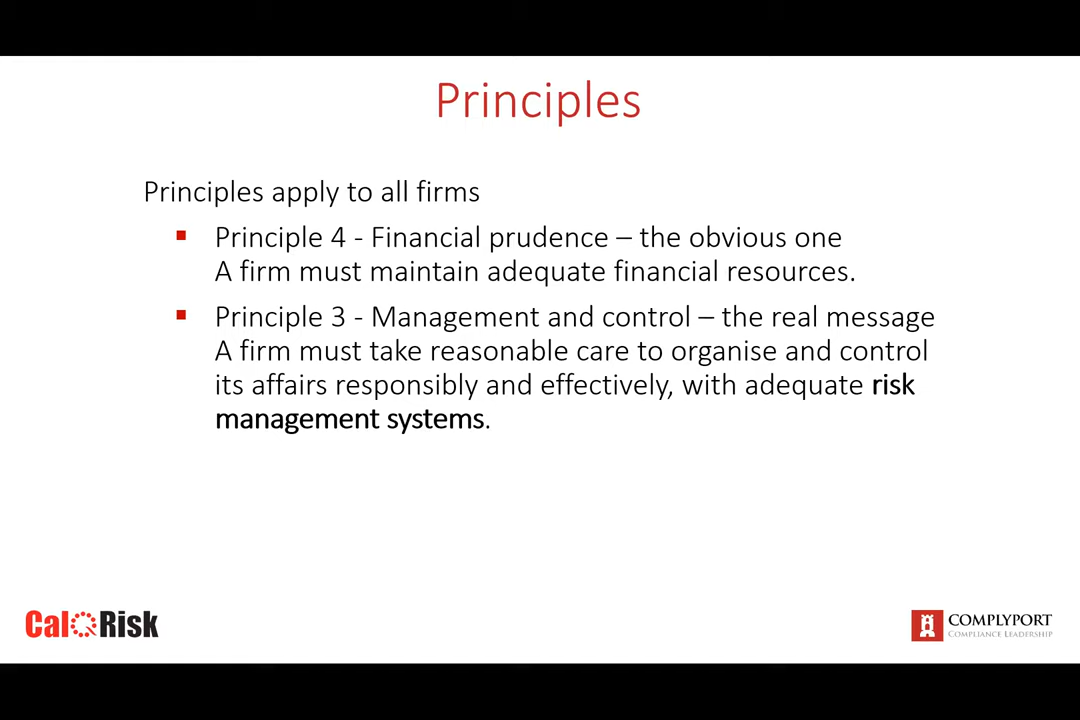 Principles
Principles apply to all firms
Principle 4 - Financial prudence – the obvious one
A firm must maintain adequate financial resources.
Principle 3 - Management and control – the real message
A firm must take reasonable care to organise and control
its affairs responsibly and effectively, with adequate risk
management systems.
CalQRisk
COMPLYPORT
COMPLIANCE LEADERSHIP